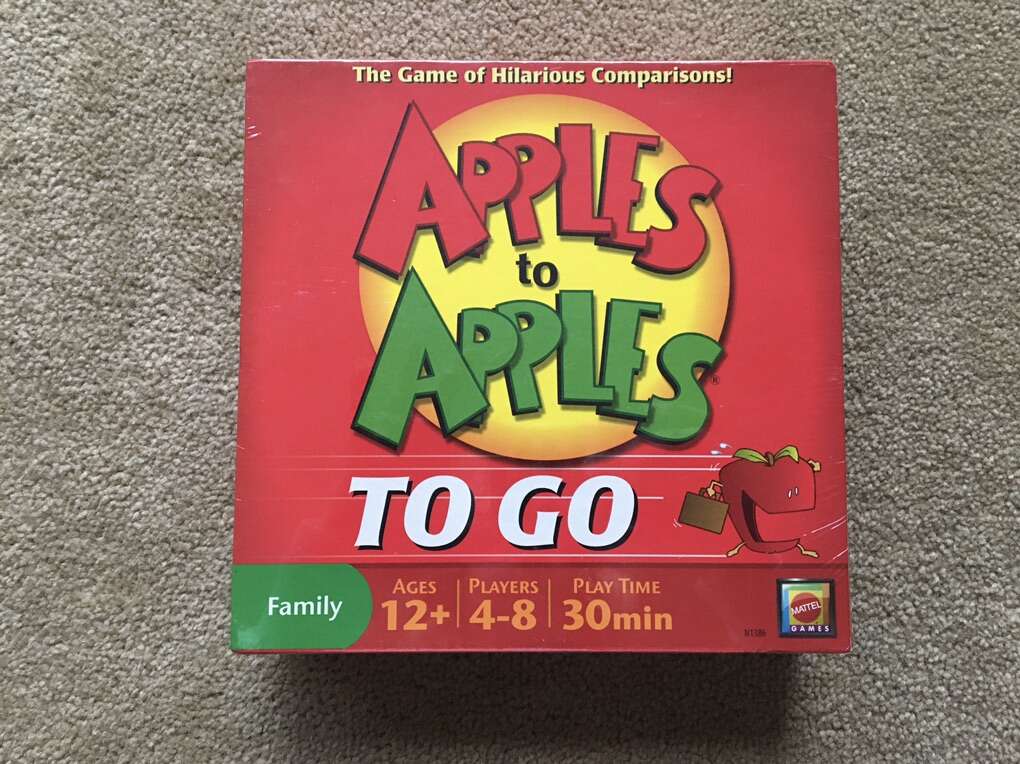 The Game of Hilarious Comparisons!
APPLES
to
APPLES®
TO GO
Family
AGES PLAYERS PLAY TIME
12+ 4-8 30min
N1386
MATTEL
GAMES